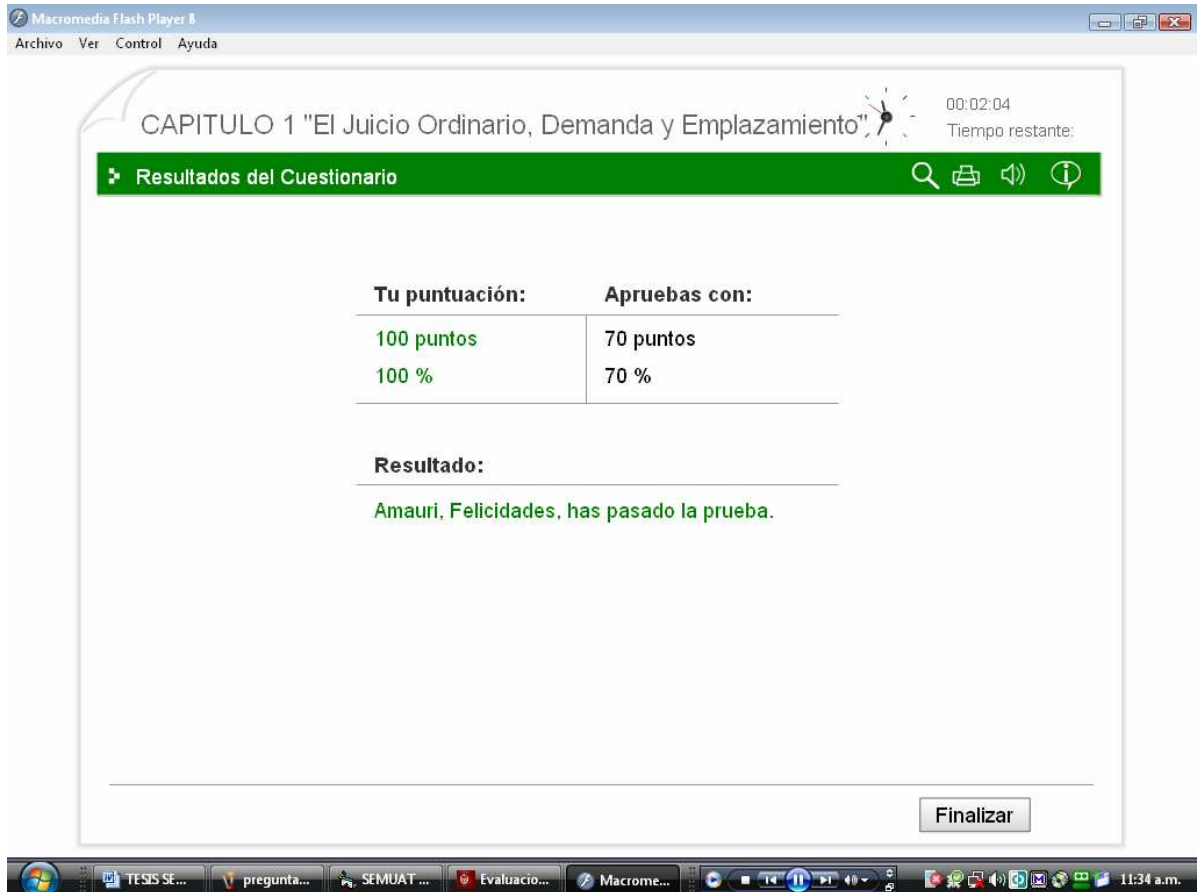 Macromedia Flash Player 8
Archivo Ver Control Ayuda
CAPITULO 1 "El Juicio Ordinario, Demanda y Emplazamiento",
00:02:04
Tiempo restante:
Resultados del Cuestionario
Tu puntuación: Apruebas con:
100 puntos 70 puntos
100 % 70 %
Resultado:
Amauri, Felicidades, has pasado la prueba.
Finalizar
TESIS SE... pregunta... SEMUAT ... Evaluacio... Macrome... 11:34 a.m.